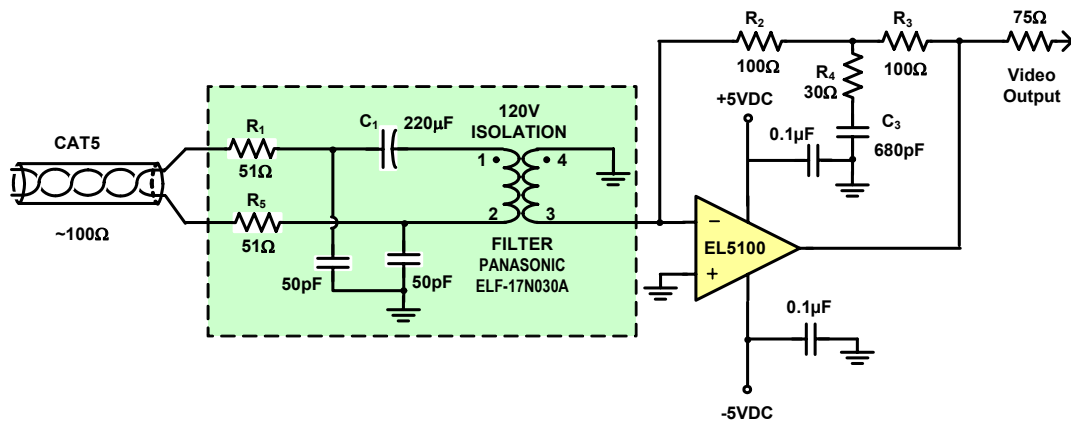 R2
100Ω
R3
100Ω
75Ω
Video
Output
R4
30Ω
C3
680pF
+5VDC
0.1µF
CAT5
~100Ω
R1
51Ω
C1
220µF
120V
ISOLATION
1
4
R5
51Ω
2
3
50pF
50pF
FILTER
PANASONIC
ELF-17N030A
−
EL5100
+
0.1µF
-5VDC